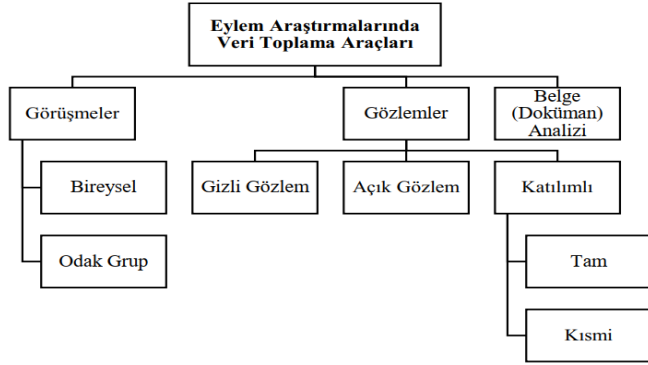 Eylem Araştırmalarında
Veri Toplama Araçları
Görüşmeler
Gözlemler
Belge
(Doküman)
Analizi
Bireysel
Gizli Gözlem
Açık Gözlem
Katılımlı
Odak Grup
Tam
Kısmi